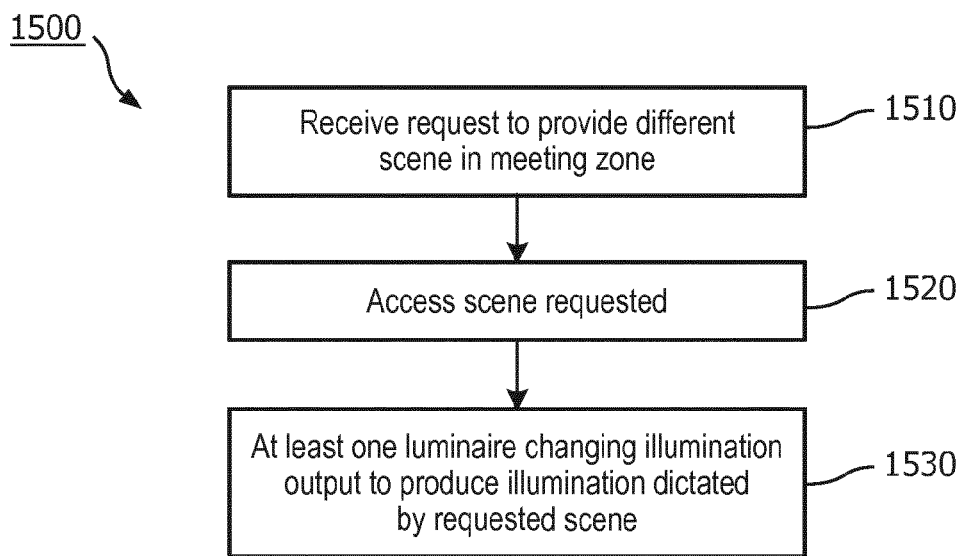 1500
Receive request to provide different
scene in meeting zone
1510
Access scene requested
1520
At least one luminaire changing illumination
output to produce illumination dictated
by requested scene
1530